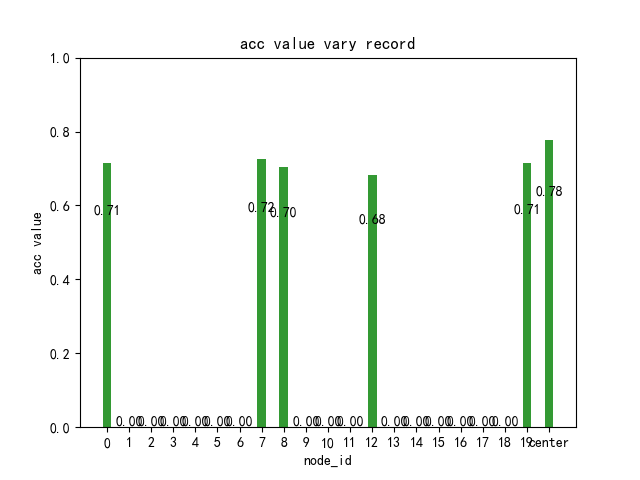 acc value vary record
acc value
1.0
0.8
0.6
0.4
0.2
0.0
0.71 0.00 0.00 0.00 0.00 0.00 0.00 0.72 0.70 0.00 0.00 0.00 0.68 0.00 0.00 0.00 0.00 0.00 0.00 0.71 0.78
0 1 2 3 4 5 6 7 8 9 10 11 12 13 14 15 16 17 18 19 center
node_id